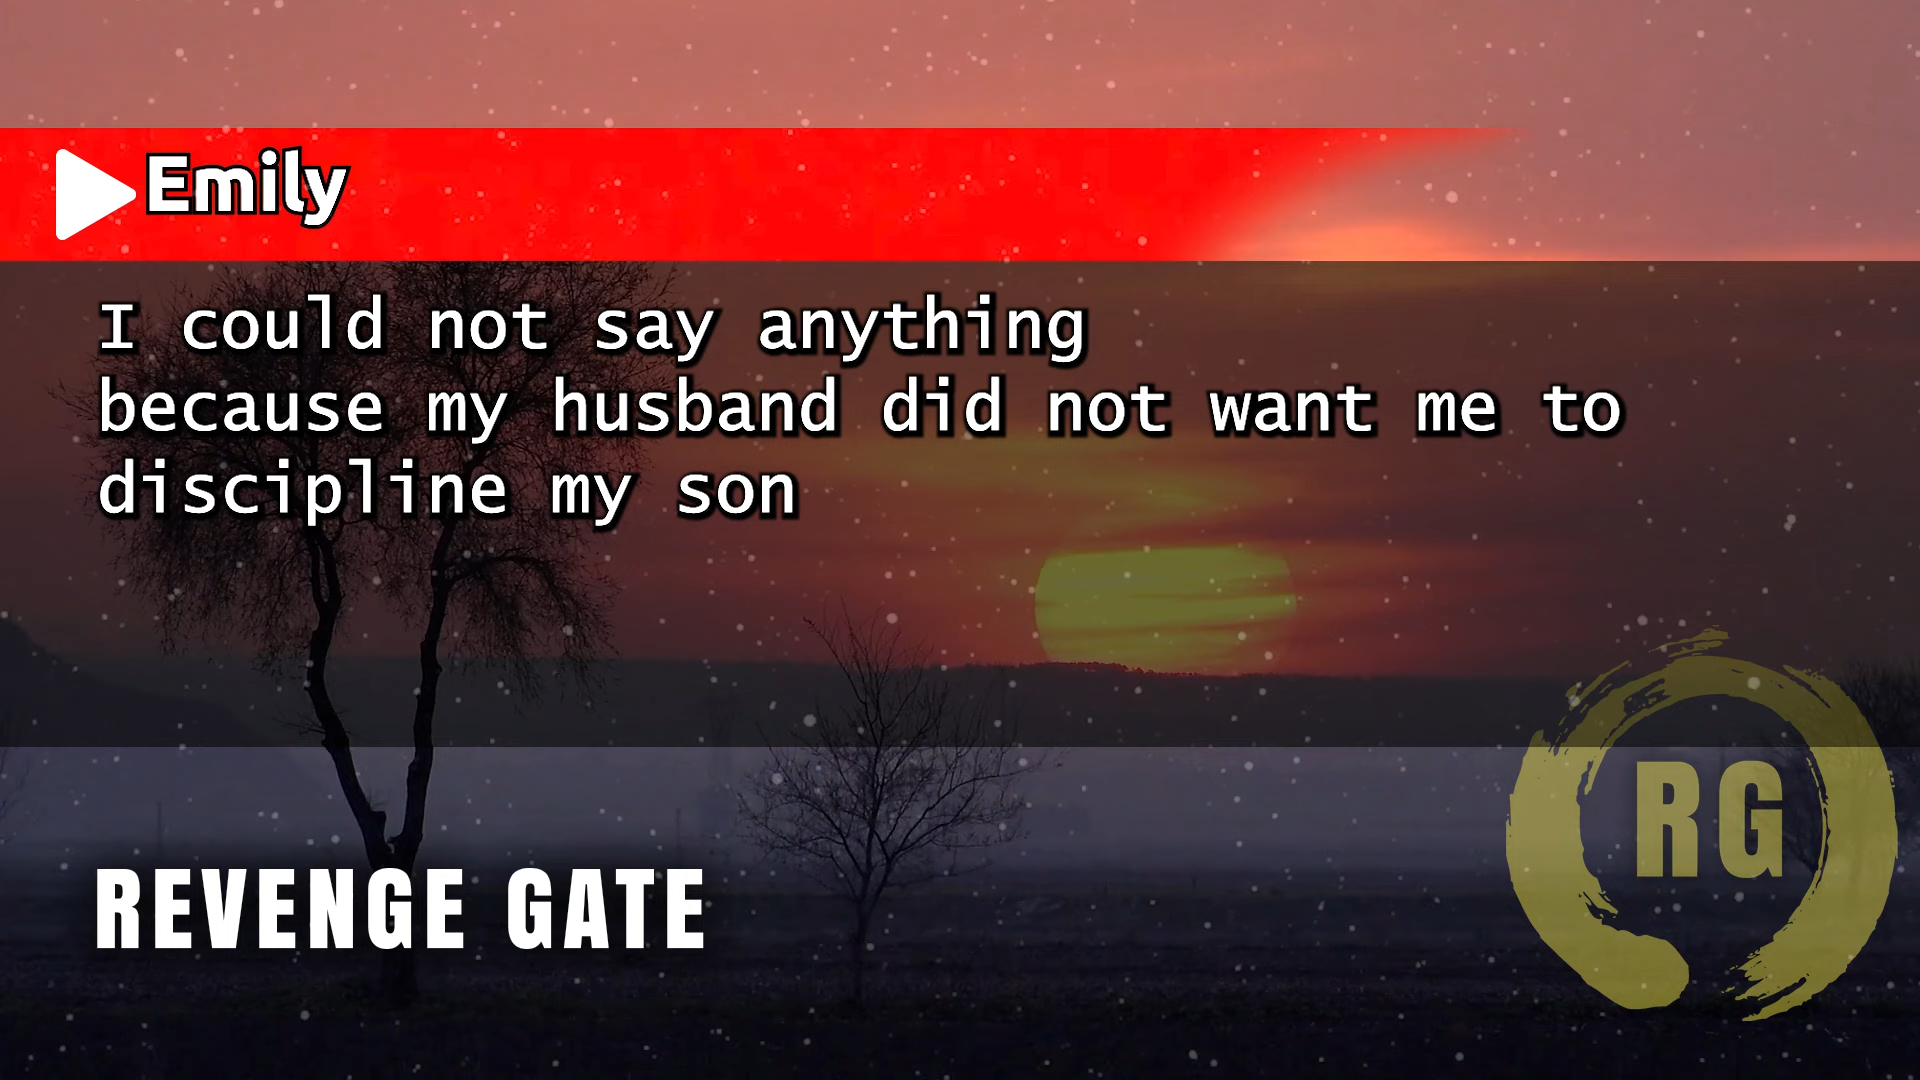 Emily
I could not say anything
because my husband did not want me to
discipline my son
RG
REVENGE GATE